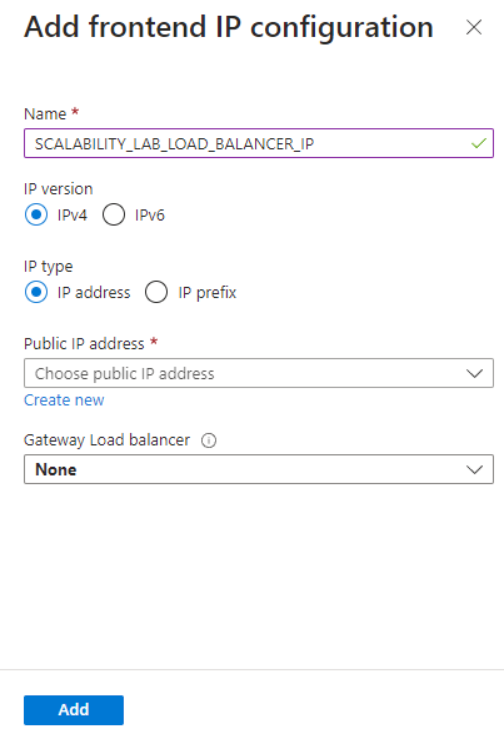 Add frontend IP configuration
Name *
SCALABILITY_LAB_LOAD_BALANCER_IP
IP version
IPv4 IPv6
IP type
IP address IP prefix
Public IP address *
Choose public IP address
Create new
Gateway Load balancer
None
Add